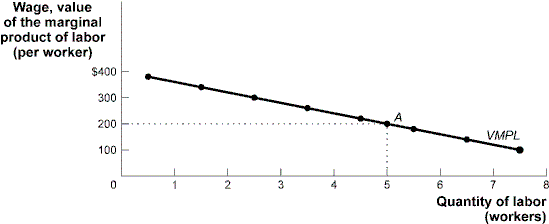 Wage, value
of the marginal
product of labor
(per worker)
$400
300
200
100
A
VMPL
0 1 2 3 4 5 6 7 8
Quantity of labor
(workers)